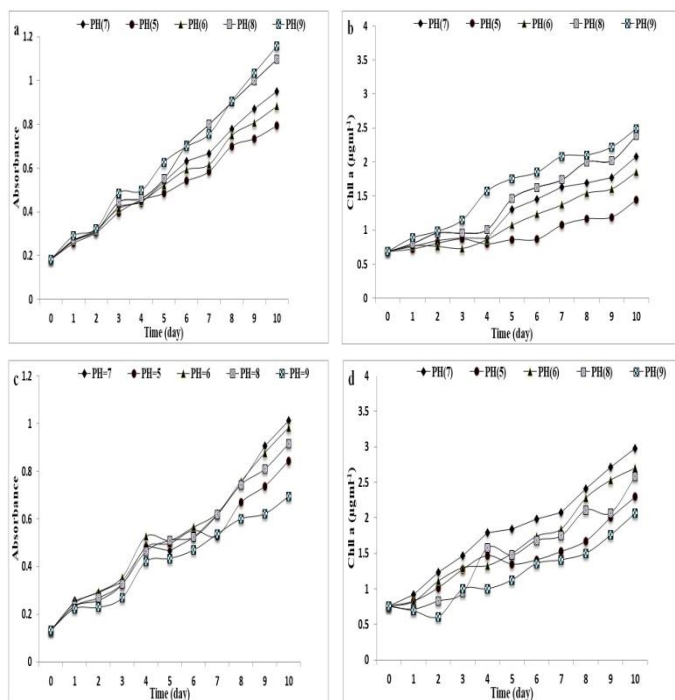 a
PH(7) PH(5) PH(6) PH(8) PH(9)
1.2
1
0.8
0.6
0.4
0.2
0
Absorbance
0 1 2 3 4 5 6 7 8 9 10
Time (day)
b
PH(7) PH(5) PH(6) PH(8) PH(9)
4
3.5
3
2.5
2
1.5
1
0.5
0
Chll a (µgml⁻¹)
0 1 2 3 4 5 6 7 8 9 10
Time (day)
c
PH=7 PH=5 PH=6 PH=8 PH=9
1.2
1
0.8
0.6
0.4
0.2
0
Absorbance
0 1 2 3 4 5 6 7 8 9 10
Time (day)
d
PH(7) PH(5) PH(6) PH(8) PH(9)
4
3.5
3
2.5
2
1.5
1
0.5
0
Chll a (µgml⁻¹)
0 1 2 3 4 5 6 7 8 9 10
Time (day)